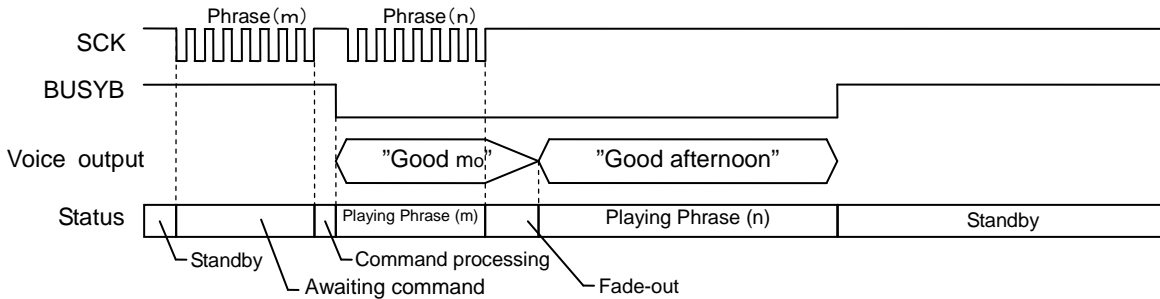 Phrase(m) Phrase(n)
SCK
BUSYB
Voice output "Good mo" "Good afternoon"
Status Playing Phrase (m) Playing Phrase (n) Standby
Standby Command processing
Awaiting command Fade-out